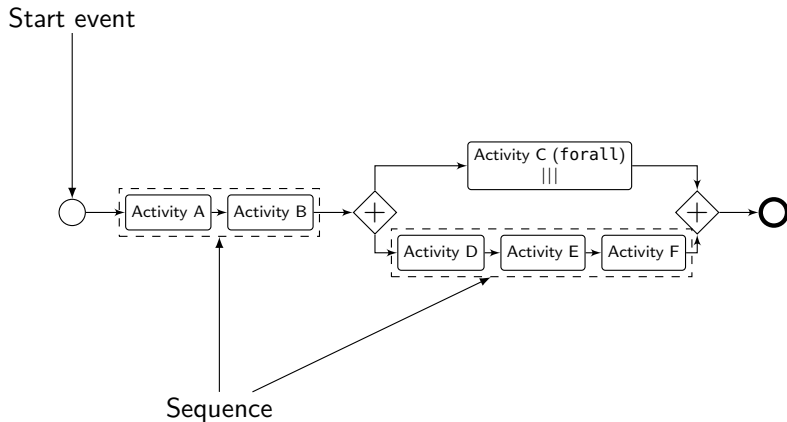 Start event
Activity C (forall)
Activity A
Activity B
Activity D
Activity E
Activity F
Sequence